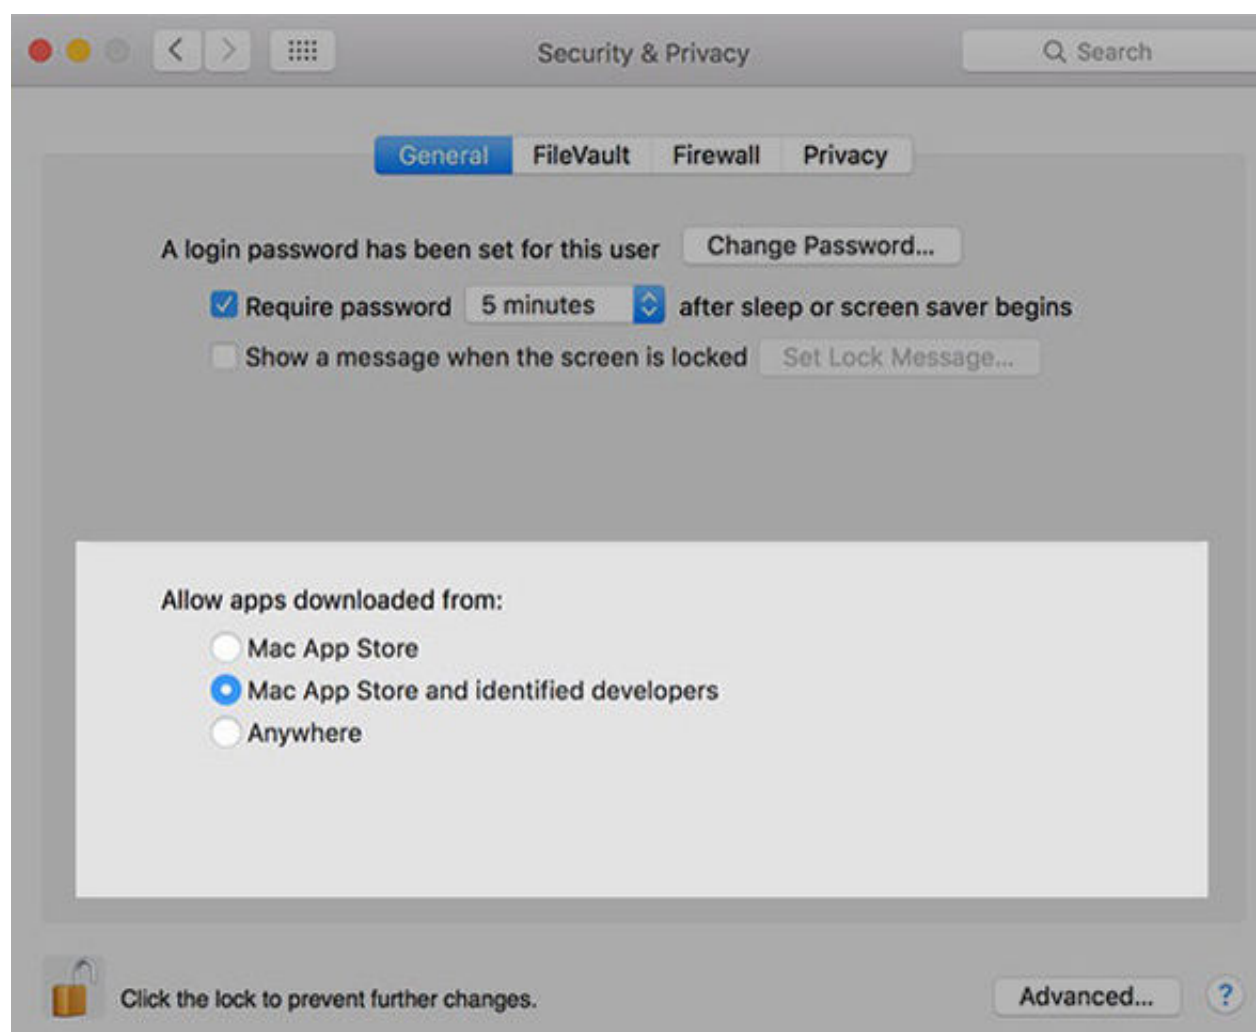 Security & Privacy
Search
General FileVault Firewall Privacy
A login password has been set for this user Change Password...
Require password 5 minutes after sleep or screen saver begins
Show a message when the screen is locked Set Lock Message...
Allow apps downloaded from:
Mac App Store
Mac App Store and identified developers
Anywhere
Click the lock to prevent further changes.
Advanced... ?